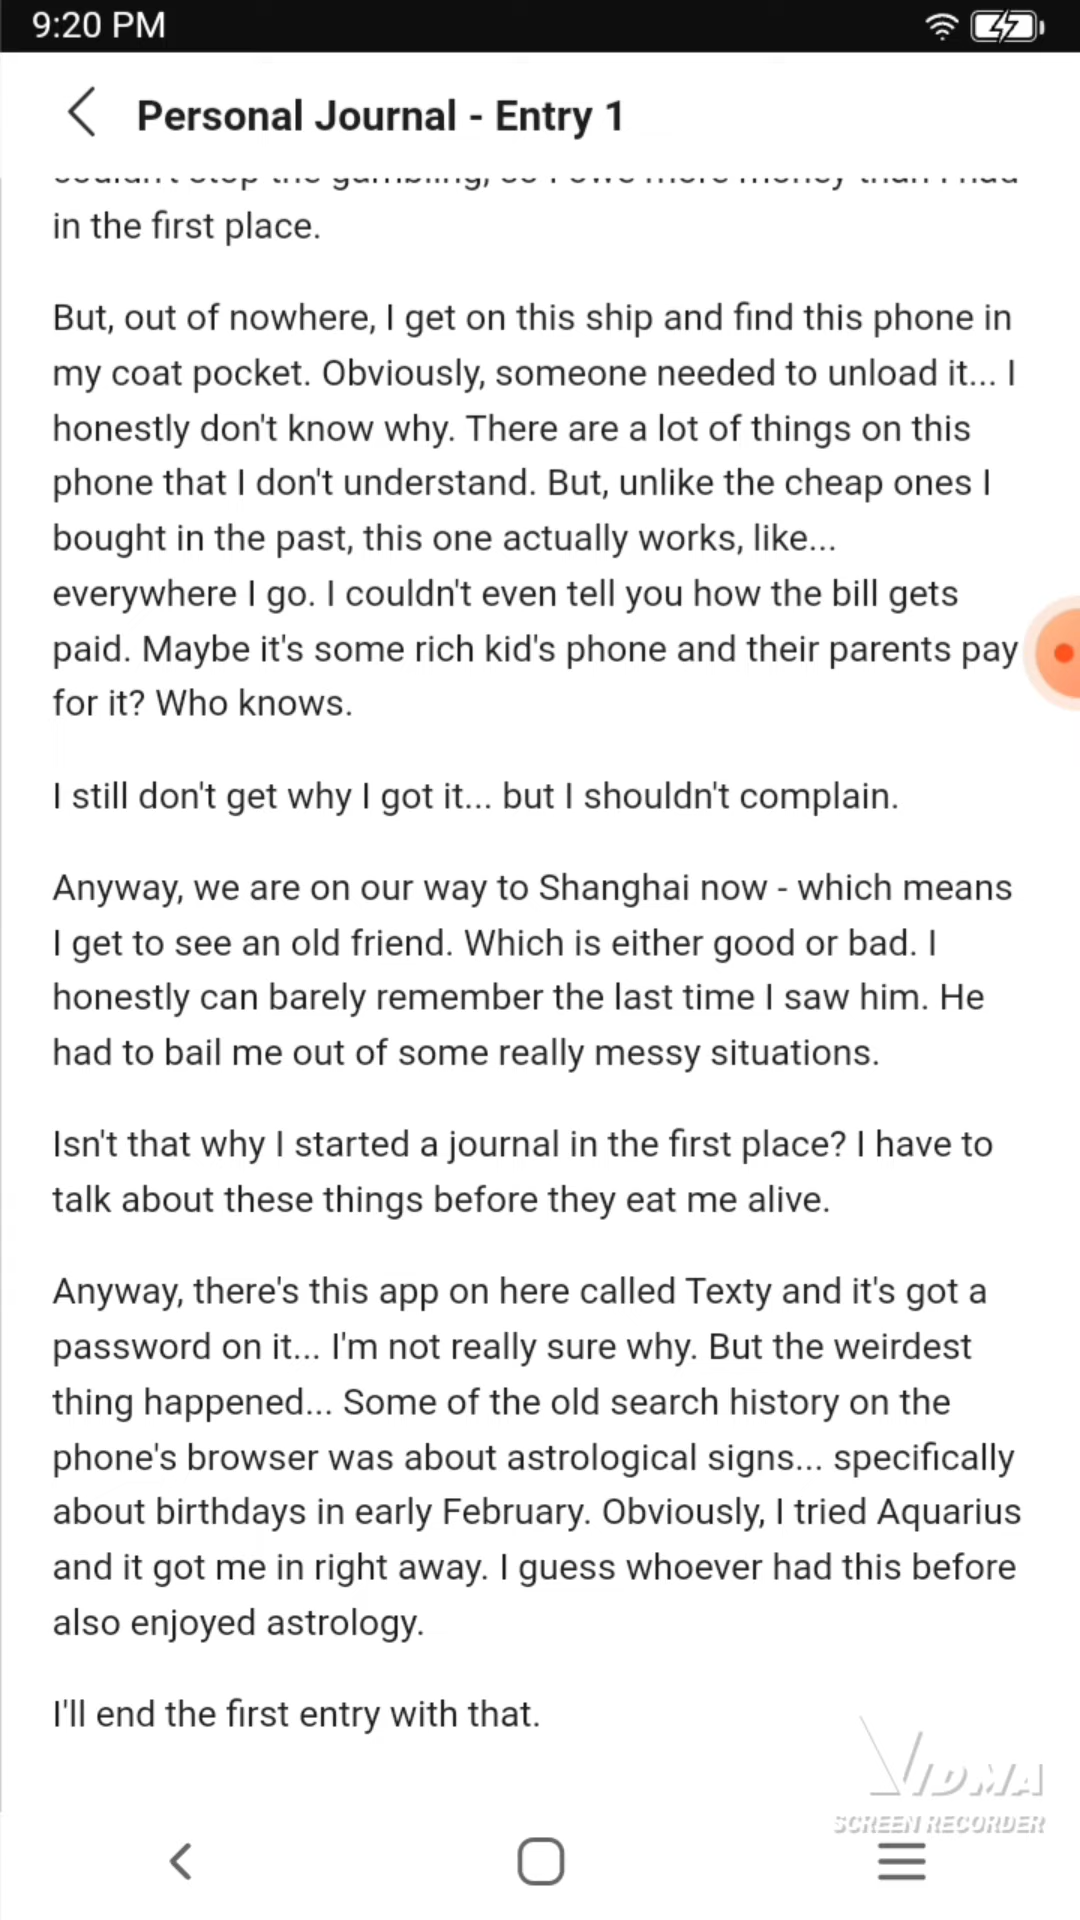 9:20 PM
Personal Journal - Entry 1
couldn't stop the gambling, so I owe more money than I had
in the first place.
But, out of nowhere, I get on this ship and find this phone in
my coat pocket. Obviously, someone needed to unload it... I
honestly don't know why. There are a lot of things on this
phone that I don't understand. But, unlike the cheap ones I
bought in the past, this one actually works, like...
everywhere I go. I couldn't even tell you how the bill gets
paid. Maybe it's some rich kid's phone and their parents pay
for it? Who knows.
I still don't get why I got it... but I shouldn't complain.
Anyway, we are on our way to Shanghai now - which means
I get to see an old friend. Which is either good or bad. I
honestly can barely remember the last time I saw him. He
had to bail me out of some really messy situations.
Isn't that why I started a journal in the first place? I have to
talk about these things before they eat me alive.
Anyway, there's this app on here called Texty and it's got a
password on it... I'm not really sure why. But the weirdest
thing happened... Some of the old search history on the
phone's browser was about astrological signs... specifically
about birthdays in early February. Obviously, I tried Aquarius
and it got me in right away. I guess whoever had this before
also enjoyed astrology.
I'll end the first entry with that.
VIDMA
SCREEN RECORDER